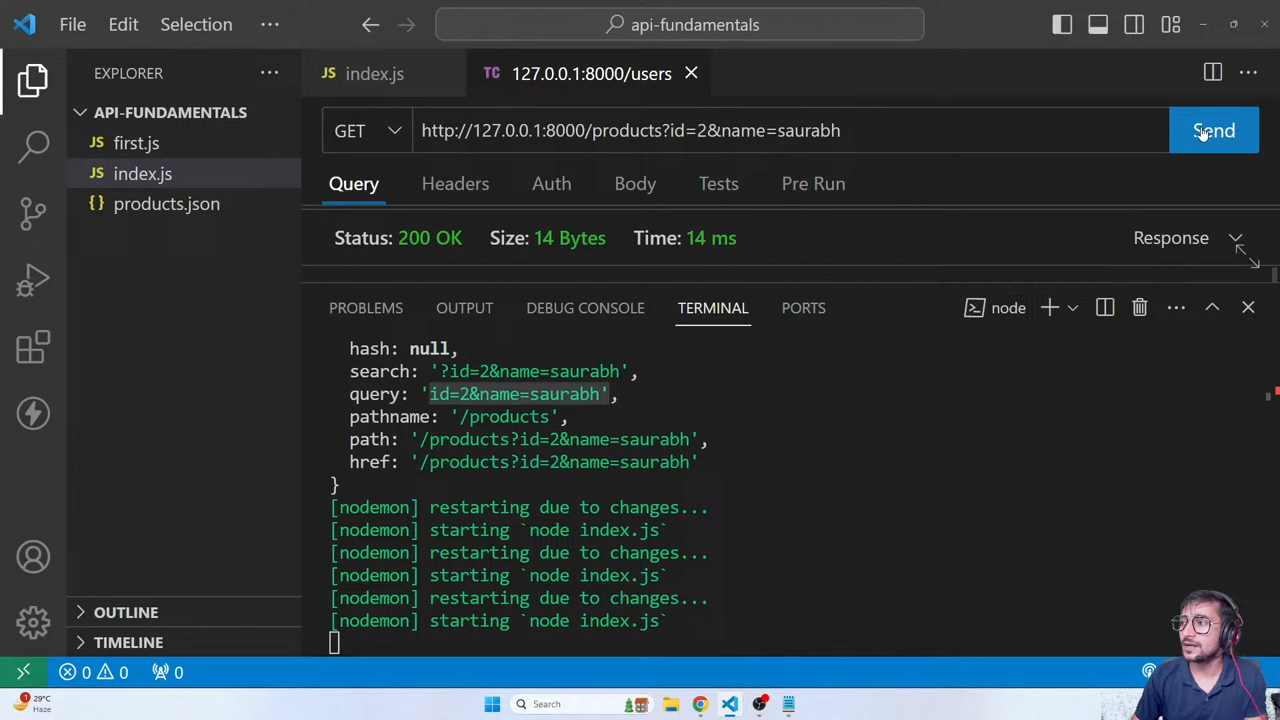 File Edit Selection ··· api-fundamentals
EXPLORER ···
API-FUNDAMENTALS
JS first.js
JS index.js
{} products.json
OUTLINE
TIMELINE
JS index.js TC 127.0.0.1:8000/users ···
GET http://127.0.0.1:8000/products?id=2&name=saurabh Send
Query Headers Auth Body Tests Pre Run
Status: 200 OK Size: 14 Bytes Time: 14 ms Response
PROBLEMS OUTPUT DEBUG CONSOLE TERMINAL PORTS node ···
hash: null,
search: '?id=2&name=saurabh',
query: 'id=2&name=saurabh',
pathname: '/products',
path: '/products?id=2&name=saurabh',
href: '/products?id=2&name=saurabh'
}
[nodemon] restarting due to changes...
[nodemon] starting `node index.js`
[nodemon] restarting due to changes...
[nodemon] starting `node index.js`
[nodemon] restarting due to changes...
[nodemon] starting `node index.js`
0 0 0
1 29°C
Haze
Search